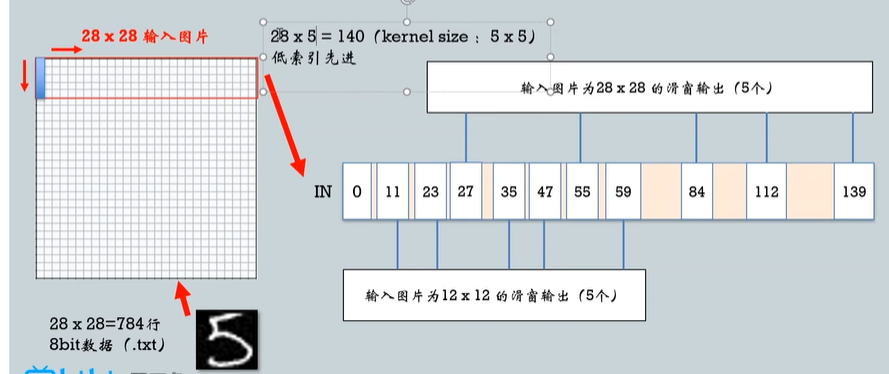 28 x 28 输入图片
28 x 5 = 140（kernel size : 5 x 5）
低索引先进
输入图片为28 x 28 的滑窗输出（5个）
IN 0 11 23 27 35 47 55 59 84 112 139
输入图片为12 x 12 的滑窗输出（5个）
28 x 28=784行
8bit数据（.txt）
5